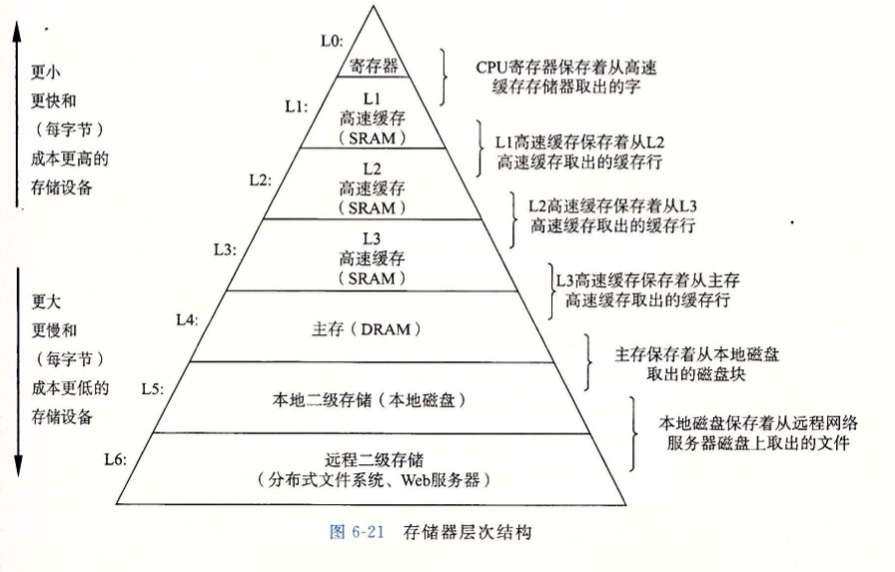 L0:
寄存器
CPU寄存器保存着从高速
缓存存储器取出的字
更小
更快和
（每字节）
成本更高的
存储设备
L1:
L1
高速缓存
（SRAM）
L1高速缓存保存着从L2
高速缓存取出的缓存行
L2:
L2
高速缓存
（SRAM）
L2高速缓存保存着从L3
高速缓存取出的缓存行
L3:
L3
高速缓存
（SRAM）
L3高速缓存保存着从主存
高速缓存取出的缓存行
更大
更慢和
（每字节）
成本更低的
存储设备
L4:
主存（DRAM）
主存保存着从本地磁盘
取出的磁盘块
L5:
本地二级存储（本地磁盘）
本地磁盘保存着从远程网络
服务器磁盘上取出的文件
L6:
远程二级存储
（分布式文件系统、Web服务器）
图 6-21 存储器层次结构